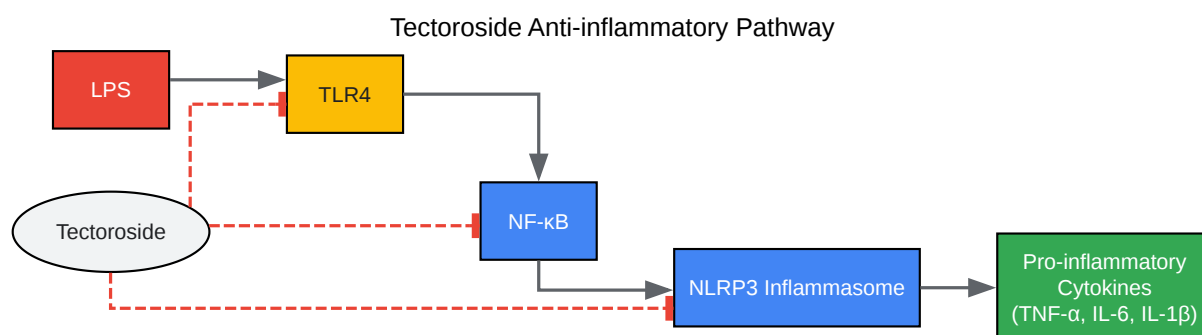 Tectoroside Anti-inflammatory Pathway
LPS
TLR4
Tectoroside
NF-κB
NLRP3 Inflammasome
Pro-inflammatory
Cytokines
(TNF-α, IL-6, IL-1β)